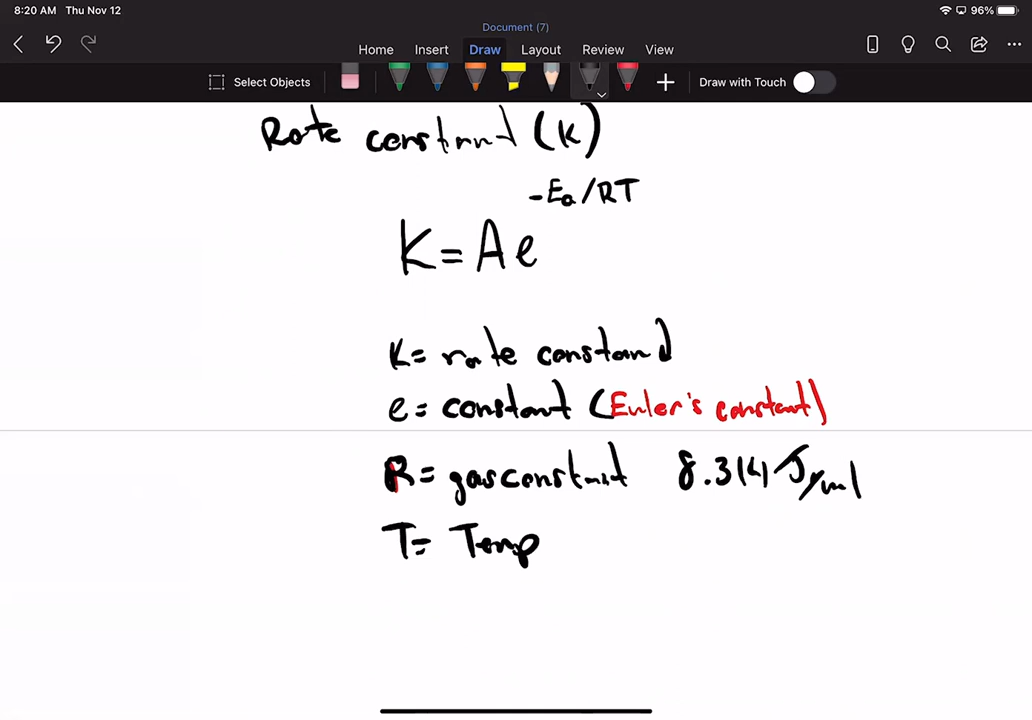 8:20 AM Thu Nov 12
96%
Document (7)
Home Insert Draw Layout Review View
Select Objects
Draw with Touch
Rate constant (K)
K = Ae -Ea/RT
K = rate constant
e = constant (Euler's constant)
R = gas constant 8.314 J/
T = Temp